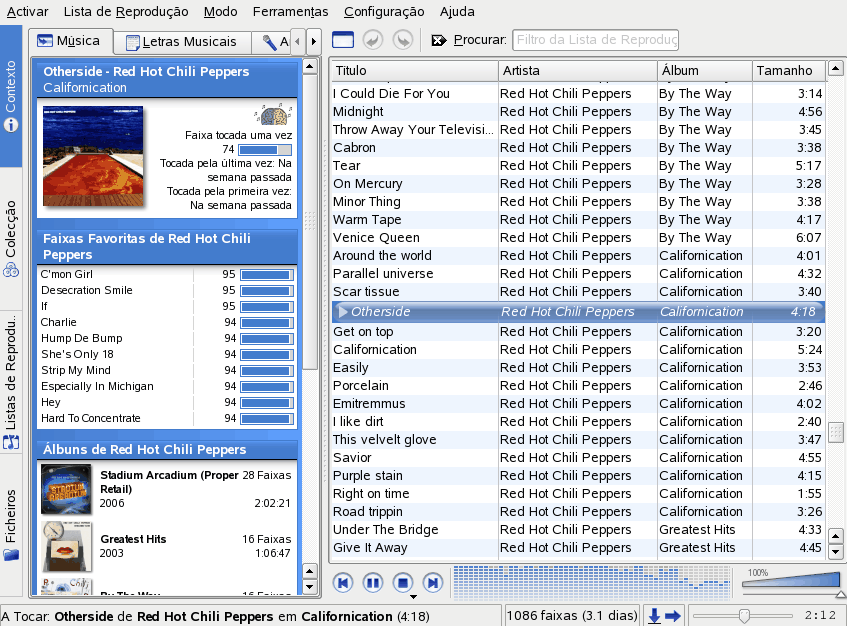 Activar Lista de Reprodução Modo Ferramentas Configuração Ajuda
Contexto
Colecção
Listas de Reprodu..
Ficheiros
Música
Letras Musicais
A
Otherside - Red Hot Chili Peppers
Californication
Faixa tocada uma vez
74
Tocada pela última vez: Na
semana passada
Tocada pela primeira vez:
Na semana passada
Faixas Favoritas de Red Hot Chili
Peppers
C'mon Girl 95
Desecration Smile 95
If 95
Charlie 94
Hump De Bump 94
She's Only 18 94
Strip My Mind 94
Especially In Michigan 94
Hey 94
Hard To Concentrate 94
Álbuns de Red Hot Chili Peppers
Stadium Arcadium (Proper 28 Faixas
Retail)
2006 2:02:21
Greatest Hits 16 Faixas
2003 1:06:47
By The Way 16 Faixas
Procurar: Filtro da Lista de Reproduç
Título Artista Álbum Tamanho
I Could Die For You Red Hot Chili Peppers By The Way 3:14
Midnight Red Hot Chili Peppers By The Way 4:56
Throw Away Your Televisi... Red Hot Chili Peppers By The Way 3:45
Cabron Red Hot Chili Peppers By The Way 3:38
Tear Red Hot Chili Peppers By The Way 5:17
On Mercury Red Hot Chili Peppers By The Way 3:28
Minor Thing Red Hot Chili Peppers By The Way 3:38
Warm Tape Red Hot Chili Peppers By The Way 4:17
Venice Queen Red Hot Chili Peppers By The Way 6:07
Around the world Red Hot Chili Peppers Californication 4:01
Parallel universe Red Hot Chili Peppers Californication 4:32
Scar tissue Red Hot Chili Peppers Californication 3:40
Otherside Red Hot Chili Peppers Californication 4:18
Get on top Red Hot Chili Peppers Californication 3:20
Californication Red Hot Chili Peppers Californication 5:24
Easily Red Hot Chili Peppers Californication 3:53
Porcelain Red Hot Chili Peppers Californication 2:46
Emitremmus Red Hot Chili Peppers Californication 4:02
I like dirt Red Hot Chili Peppers Californication 2:40
This velvelt glove Red Hot Chili Peppers Californication 3:47
Savior Red Hot Chili Peppers Californication 4:55
Purple stain Red Hot Chili Peppers Californication 4:15
Right on time Red Hot Chili Peppers Californication 1:55
Road trippin Red Hot Chili Peppers Californication 3:26
Under The Bridge Red Hot Chili Peppers Greatest Hits 4:33
Give It Away Red Hot Chili Peppers Greatest Hits 4:45
100%
A Tocar: Otherside de Red Hot Chili Peppers em Californication (4:18)
1086 faixas (3.1 dias)
2:12